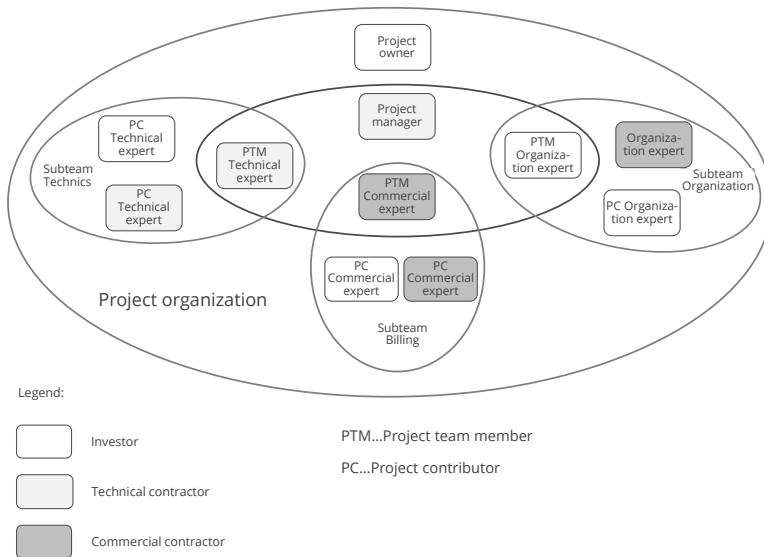 Project
owner
Project
manager
PC
Technical
expert
Subteam
Technics
PC
Technical
expert
PTM
Technical
expert
PTM
Commercial
expert
PTM
Organiza-
tion expert
Organiza-
tion expert
Subteam
Organization
PC Organiza-
tion expert
PC
Commercial
expert
PC
Commercial
expert
Subteam
Billing
Project organization
Legend:
Investor
Technical contractor
Commercial contractor
PTM...Project team member
PC...Project contributor